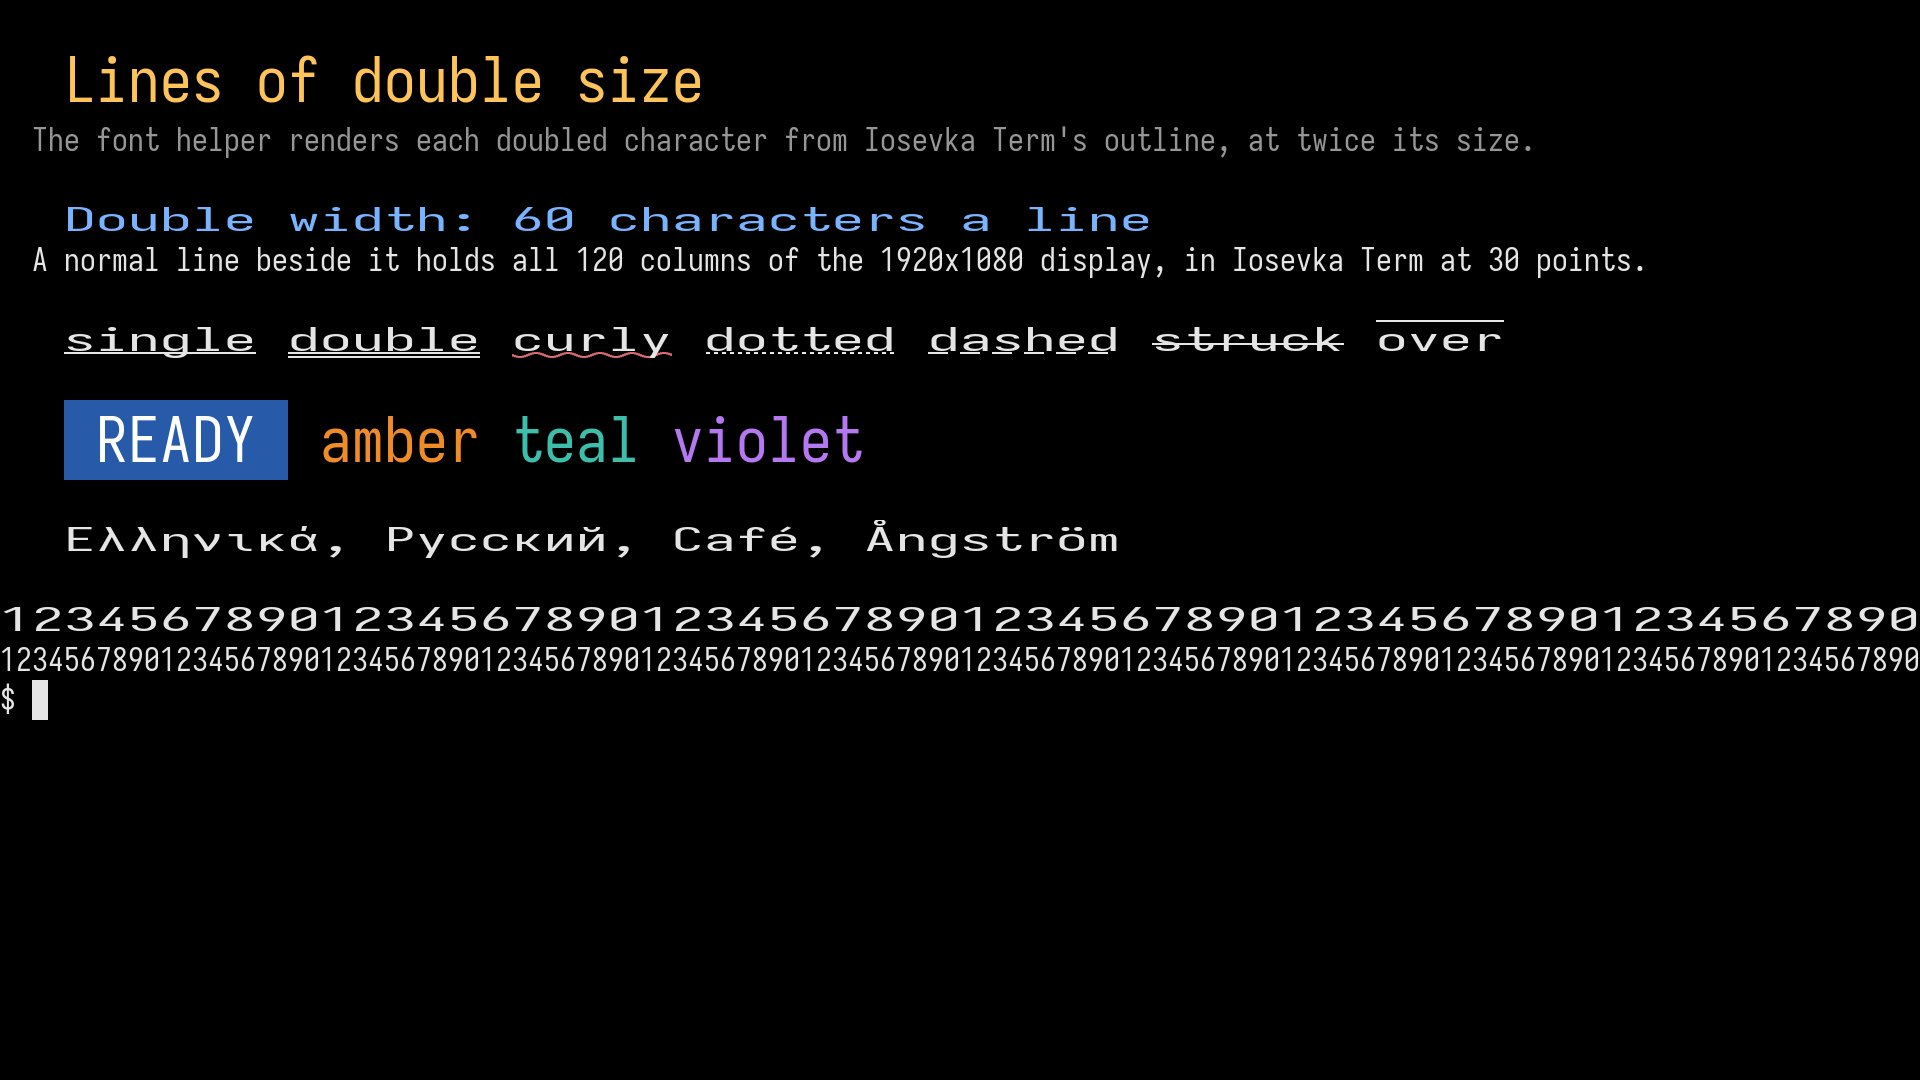 Lines of double size
The font helper renders each doubled character from Iosevka Term's outline, at twice its size.
Double width: 60 characters a line
A normal line beside it holds all 120 columns of the 1920x1080 display, in Iosevka Term at 30 points.
single double curly dotted dashed struck over
READY amber teal violet
Ελληνικά, Русский, Café, Ångström
123456789012345678901234567890123456789012345678901234567890
123456789012345678901234567890123456789012345678901234567890123456789012345678901234567890123456789012345678901234567890
$